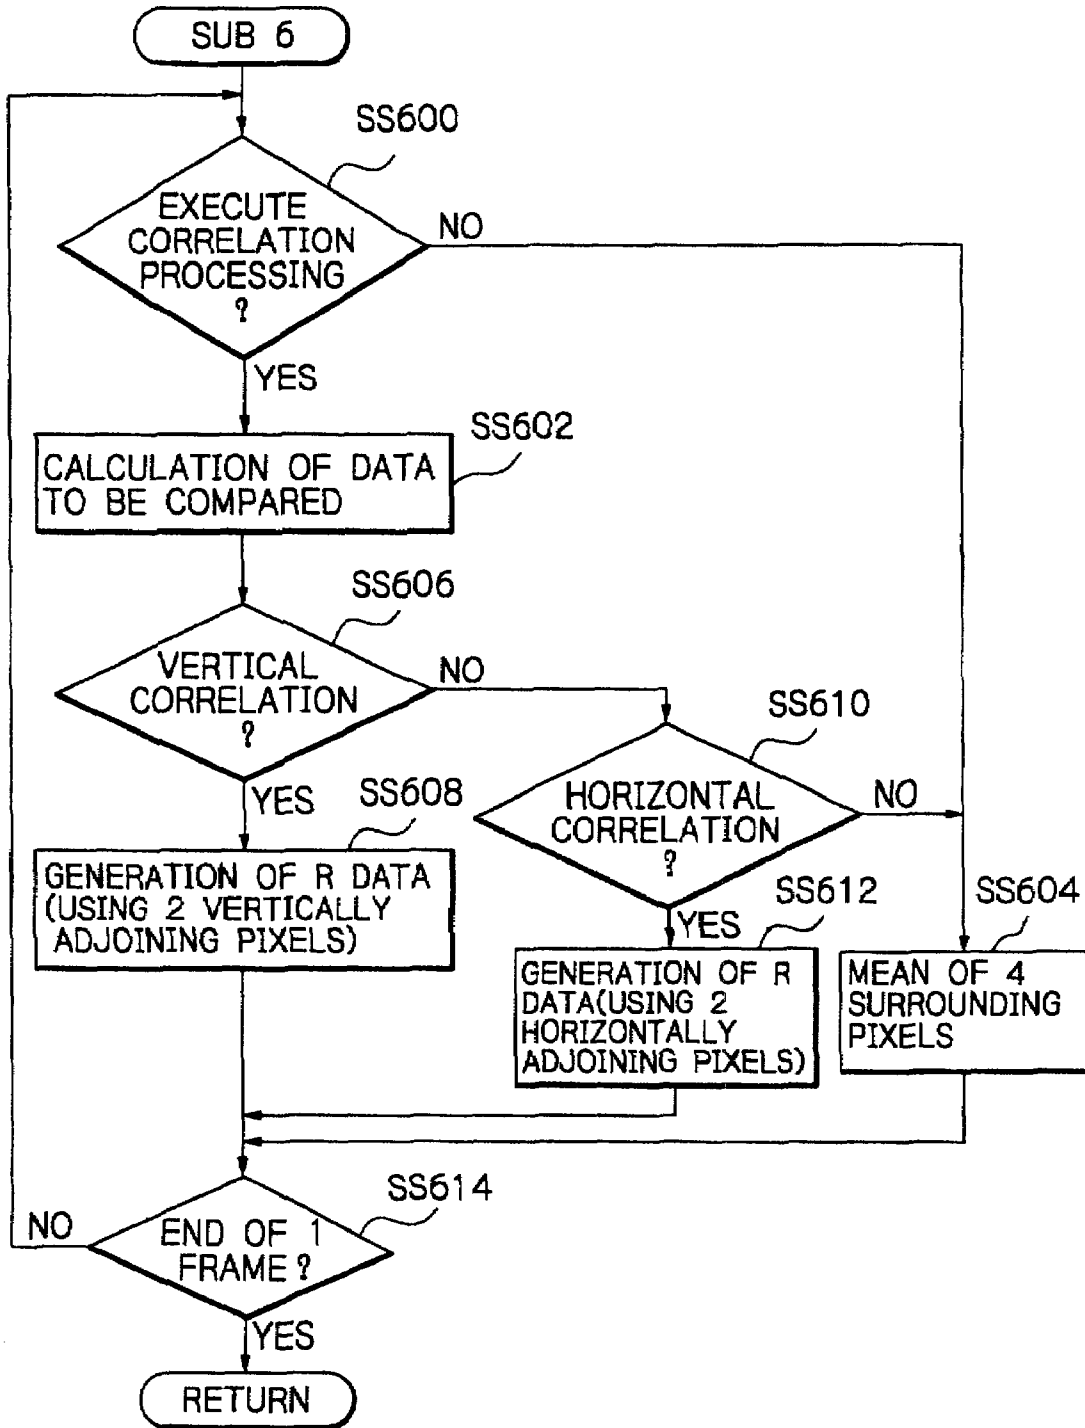 SUB 6
SS600
EXECUTE
CORRELATION
PROCESSING
?
NO
YES
SS602
CALCULATION OF DATA
TO BE COMPARED
SS606
VERTICAL
CORRELATION
?
NO
YES
SS610
HORIZONTAL
CORRELATION
?
NO
YES
SS608
GENERATION OF R DATA
(USING 2 VERTICALLY
ADJOINING PIXELS)
SS612
GENERATION OF R
DATA(USING 2
HORIZONTALLY
ADJOINING PIXELS)
SS604
MEAN OF 4
SURROUNDING
PIXELS
SS614
END OF 1
FRAME?
NO
YES
RETURN